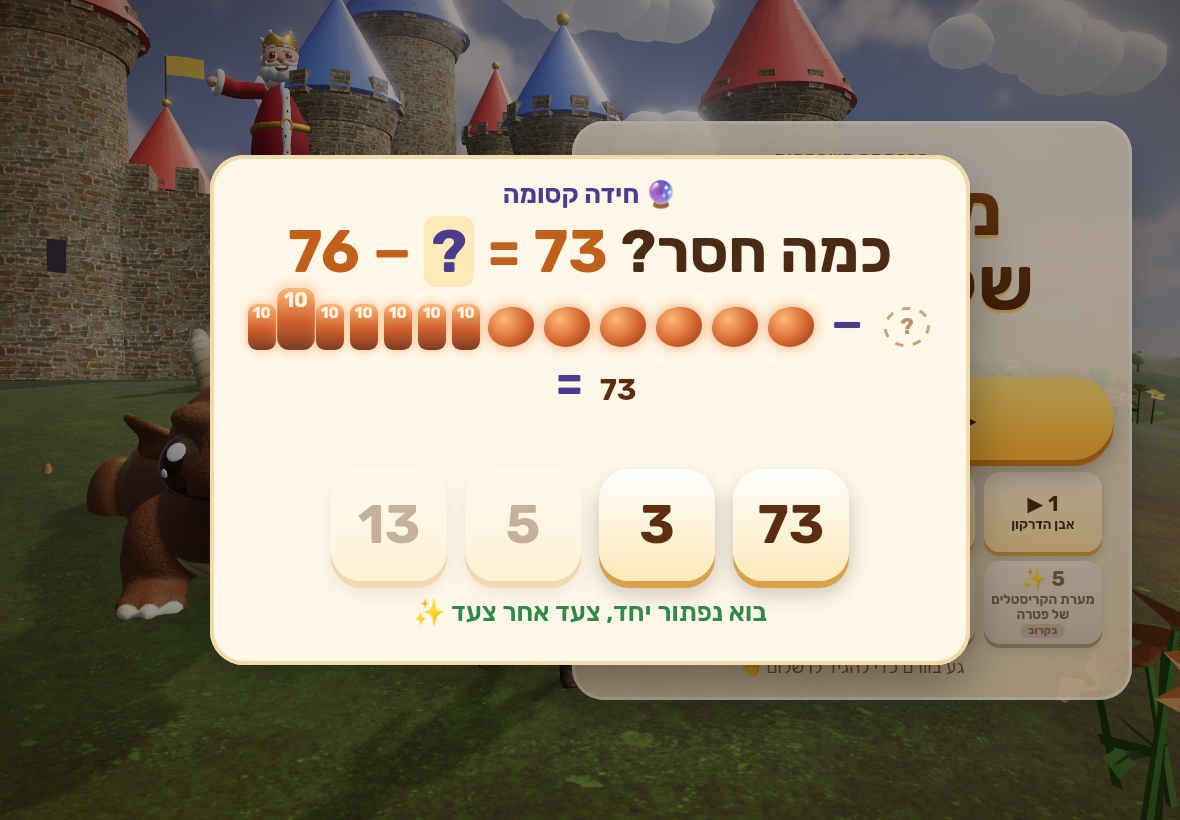 חידה קסומה 🔮
כמה חסר? 76 − ? = 73
10 10 10 10 10 10 10 − ?
= 73
13 5 3 73
בוא נפתור יחד, צעד אחר צעד ✨
▶ 1
אבן הדרקון
5 ✨
מערת הקריסטלים
של פטרה
בקרוב